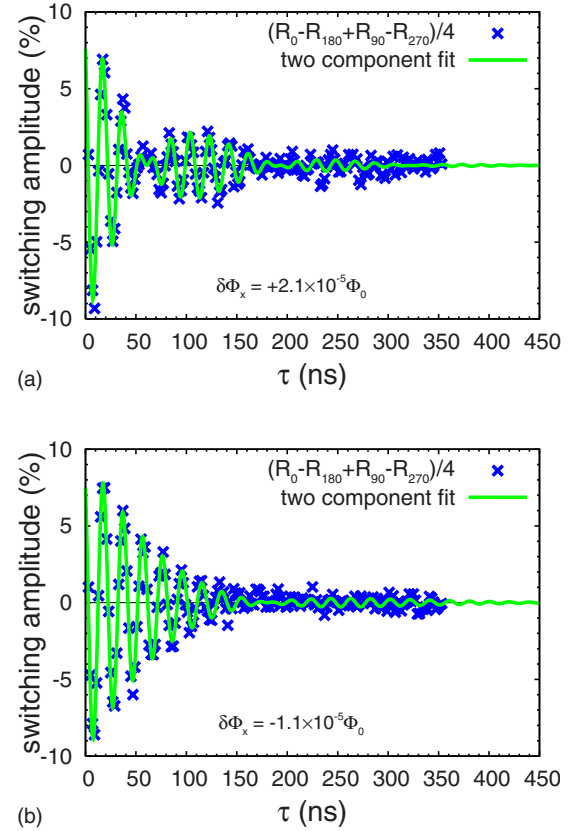 (R₀-R₁₈₀+R₉₀-R₂₇₀)/4
two component fit
switching amplitude (%)
10
5
0
-5
-10
δΦₓ = +2.1×10⁻⁵Φ₀
0 50 100 150 200 250 300 350 400 450
τ (ns)
(a)
(R₀-R₁₈₀+R₉₀-R₂₇₀)/4
two component fit
switching amplitude (%)
10
5
0
-5
-10
δΦₓ = -1.1×10⁻⁵Φ₀
0 50 100 150 200 250 300 350 400 450
τ (ns)
(b)